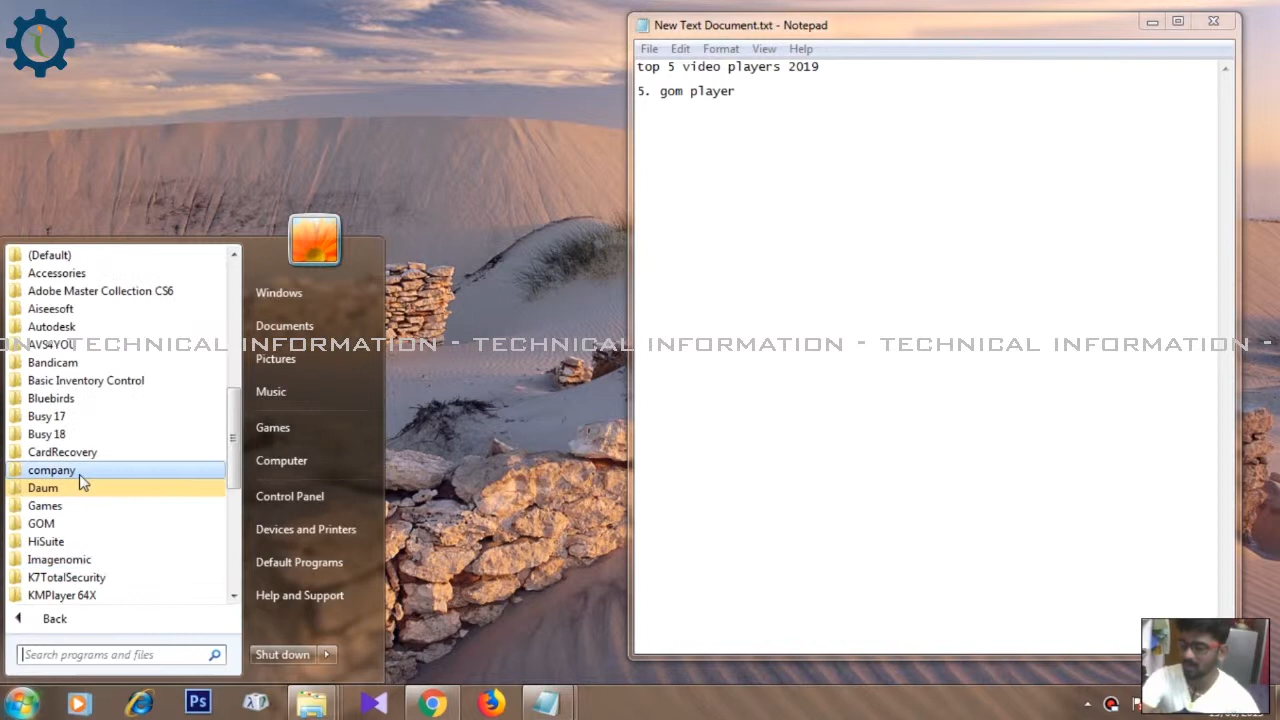 New Text Document.txt - Notepad
File Edit Format View Help
top 5 video players 2019
5. gom player
(Default)
Accessories
Adobe Master Collection CS6
Aiseesoft
Autodesk
AVS4YOU
Bandicam
Basic Inventory Control
Bluebirds
Busy 17
Busy 18
CardRecovery
company
Daum
Games
GOM
HiSuite
Imagenomic
K7TotalSecurity
KMPlayer 64X
Back
Search programs and files
Windows
Documents
Pictures
Music
Games
Computer
Control Panel
Devices and Printers
Default Programs
Help and Support
Shut down
- TECHNICAL INFORMATION - TECHNICAL INFORMATION - TECHNICAL INFORMATION -
Ps